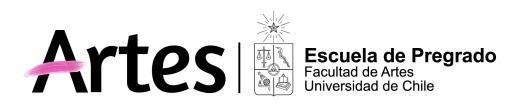 Artes
Escuela de Pregrado
Facultad de Artes
Universidad de Chile